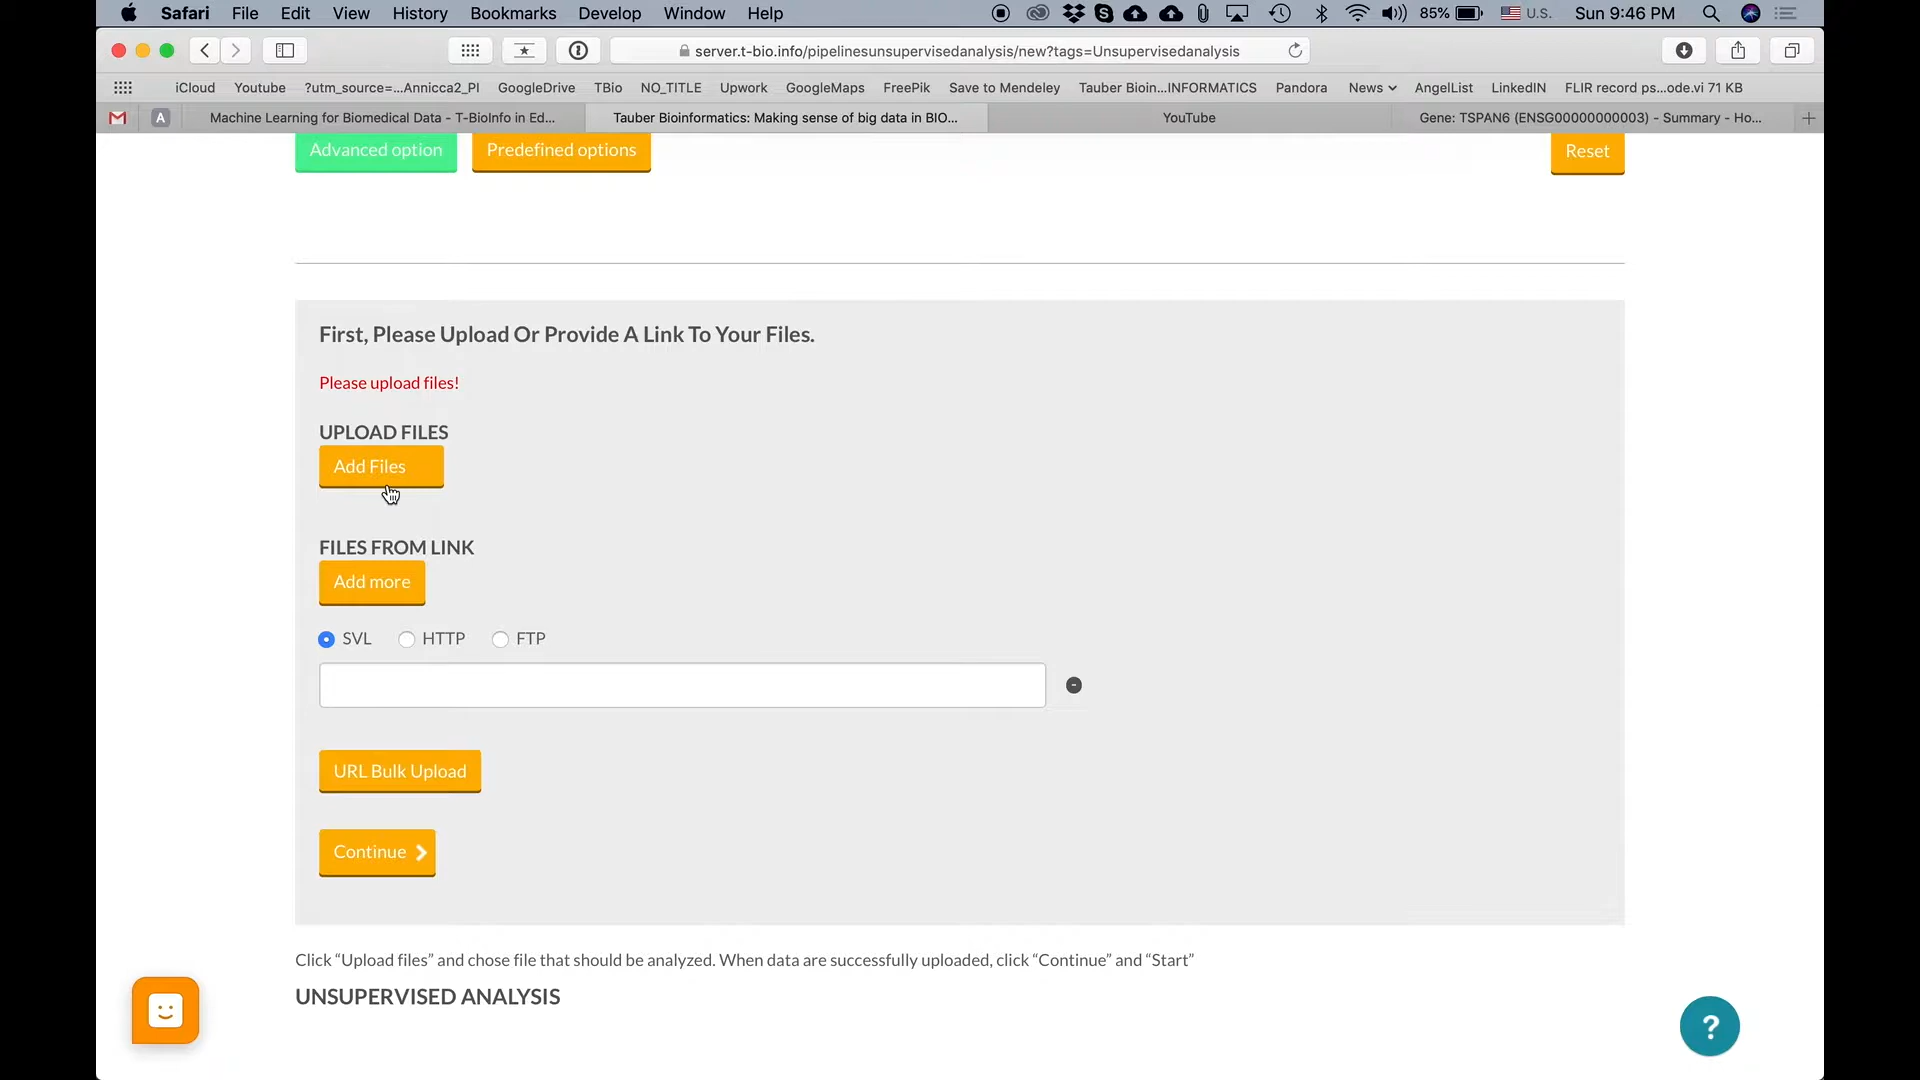 Safari File Edit View History Bookmarks Develop Window Help 85% U.S. Sun 9:46 PM
server.t-bio.info/pipelinesunsupervisedanalysis/new?tags=Unsupervisedanalysis
iCloud Youtube ?utm_source=...Annicca2_PI GoogleDrive TBio NO_TITLE Upwork GoogleMaps FreePik Save to Mendeley Tauber Bioin...INFORMATICS Pandora News AngelList LinkedIN FLIR record ps...ode.vi 71 KB
A Machine Learning for Biomedical Data - T-BioInfo in Ed... Tauber Bioinformatics: Making sense of big data in BIO... YouTube Gene: TSPAN6 (ENSG00000000003) - Summary - Ho...
Advanced option Predefined options Reset
First, Please Upload Or Provide A Link To Your Files.
Please upload files!
UPLOAD FILES
Add Files
FILES FROM LINK
Add more
SVL HTTP FTP
URL Bulk Upload
Continue
Click “Upload files” and chose file that should be analyzed. When data are successfully uploaded, click “Continue” and “Start”
UNSUPERVISED ANALYSIS
?